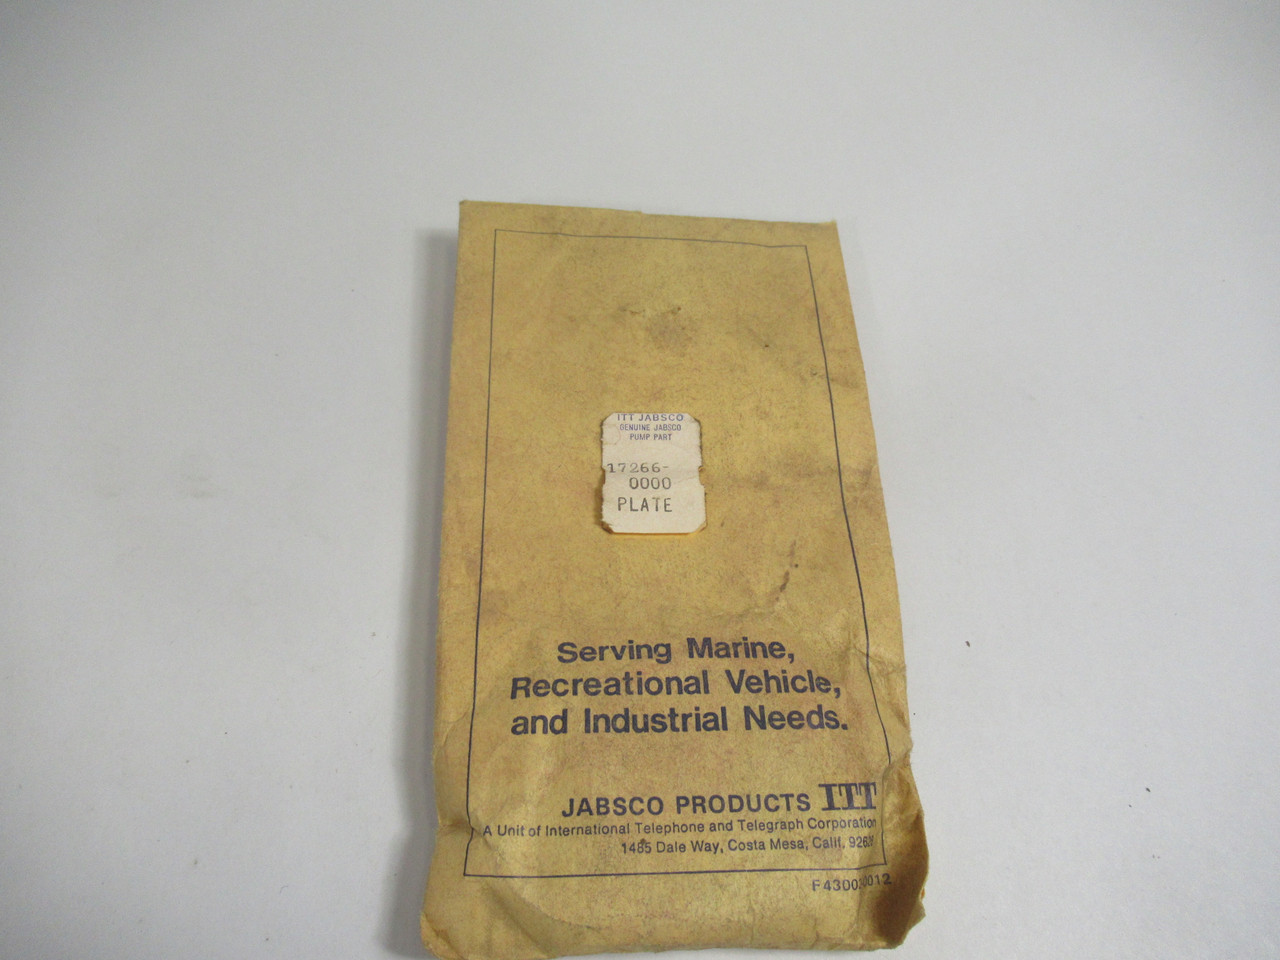 ITT JABSCO
GENUINE JABSCO
PUMP PART
17266-
0000
PLATE
Serving Marine,
Recreational Vehicle,
and Industrial Needs.
JABSCO PRODUCTS ITT
A Unit of International Telephone and Telegraph Corporation
1485 Dale Way, Costa Mesa, Calif.